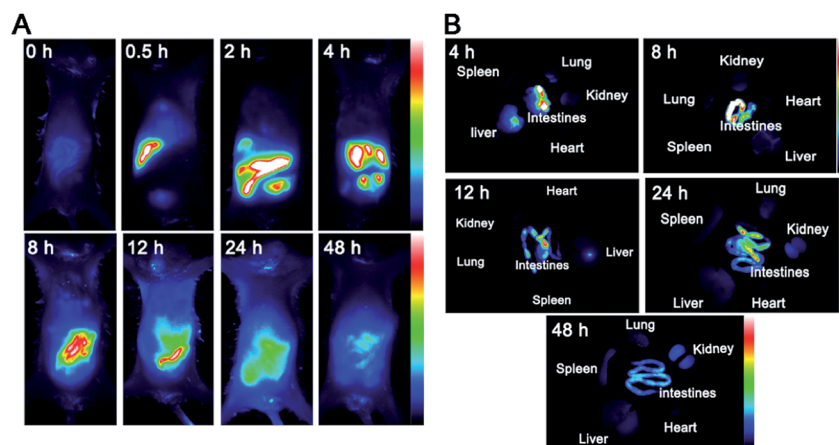 A
0 h
0.5 h
2 h
4 h
8 h
12 h
24 h
48 h
B
4 h
Spleen
Lung
Kidney
liver
Intestines
Heart
8 h
Kidney
Lung
Heart
Intestines
Spleen
Liver
12 h
Heart
Kidney
Lung
Intestines
Liver
Spleen
24 h
Lung
Spleen
Kidney
Intestines
Liver
Heart
48 h
Lung
Spleen
Kidney
intestines
Liver
Heart